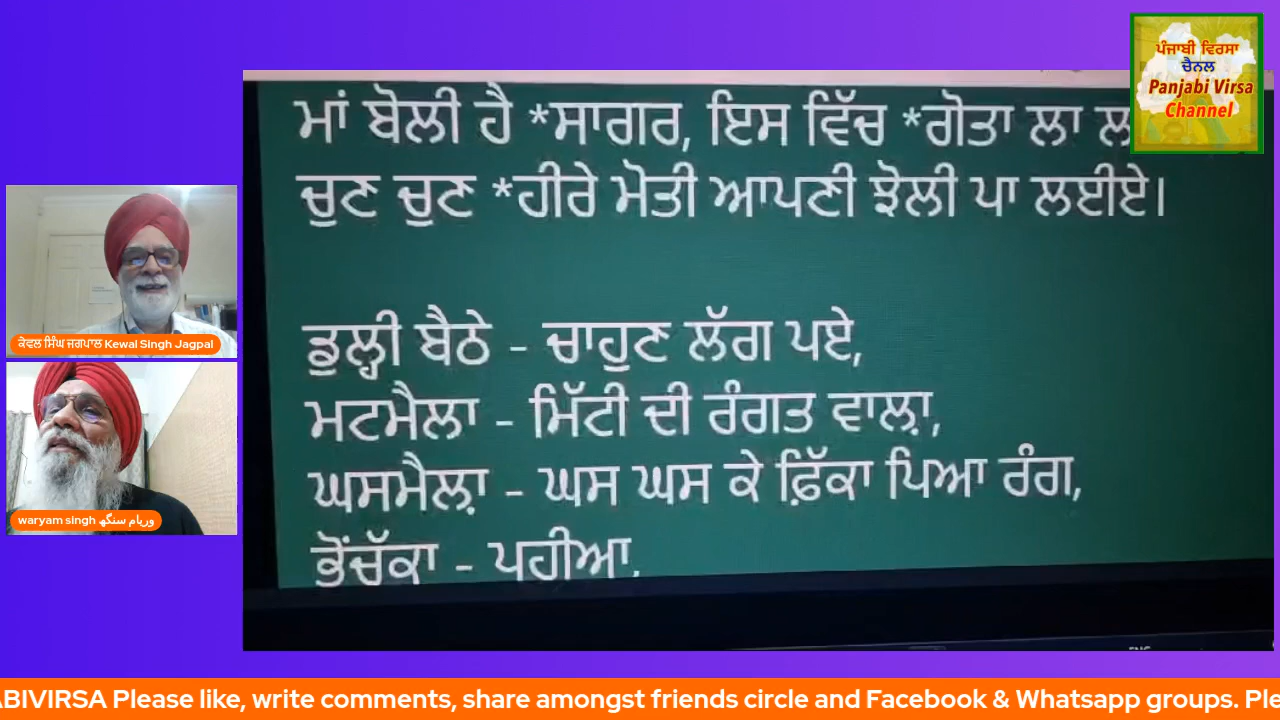 ਪੰਜਾਬੀ ਵਿਰਸਾ
ਚੈਨਲ
Panjabi Virsa
Channel
ਮਾਂ ਬੋਲੀ ਹੈ *ਸਾਗਰ, ਇਸ ਵਿੱਚ *ਗੋਤਾ ਲਾ
ਚੁਣ ਚੁਣ *ਹੀਰੇ ਮੋਤੀ ਆਪਣੀ ਝੋਲੀ ਪਾ ਲਈਏ।
ਡੁਲ੍ਹੀ ਬੈਠੇ - ਚਾਹੁਣ ਲੱਗ ਪਏ,
ਮਟਮੈਲਾ - ਮਿੱਟੀ ਦੀ ਰੰਗਤ ਵਾਲਾ਼,
ਘਸਮੈਲਾ਼ - ਘਸ ਘਸ ਕੇ ਫ਼ਿੱਕਾ ਪਿਆ ਰੰਗ,
ਭੋਂਚੱਕਾ - ਪਹੀਆ,
ਕੇਵਲ ਸਿੰਘ ਜਗਪਾਲ Kewal Singh Jagpal
waryam singh وریام سنگھ
ABIVIRSA Please like, write comments, share amongst friends circle and Facebook & Whatsapp groups.